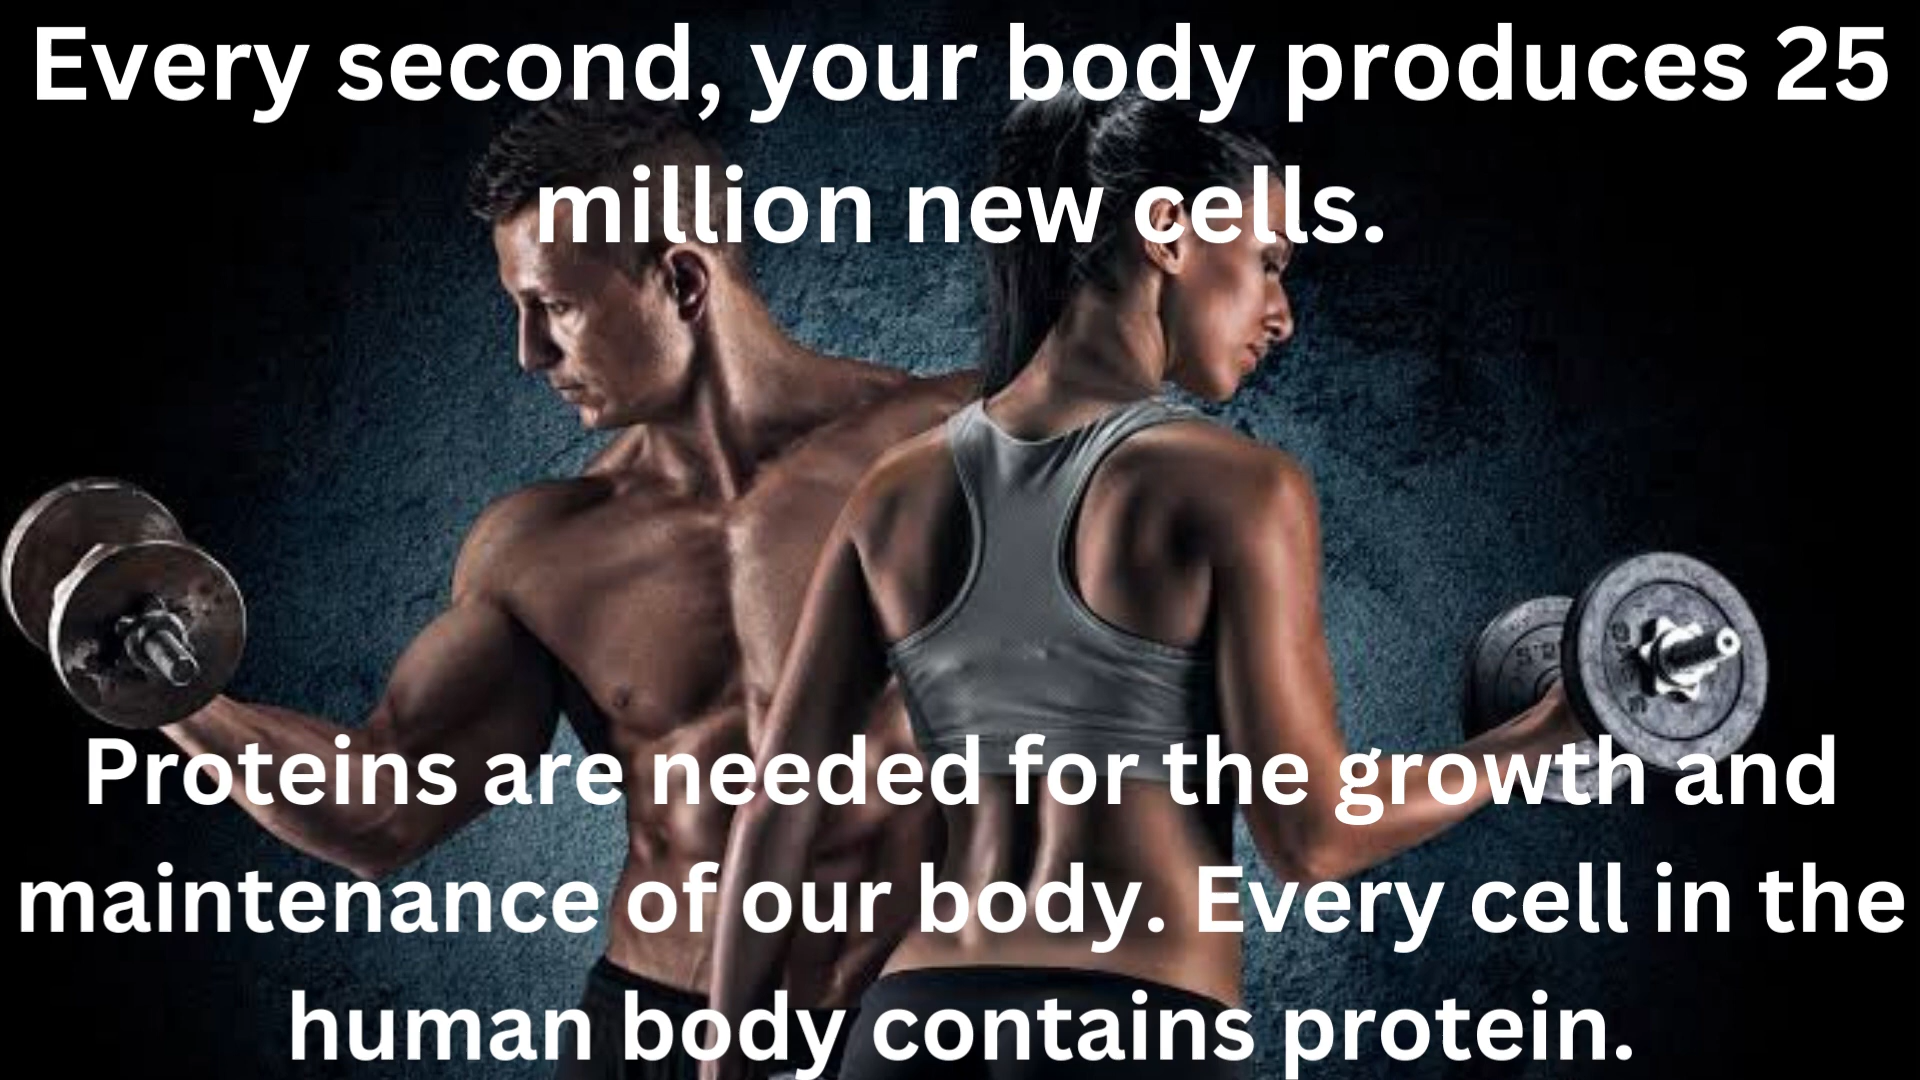 Every second, your body produces 25
million new cells.
Proteins are needed for the growth and
maintenance of our body. Every cell in the
human body contains protein.